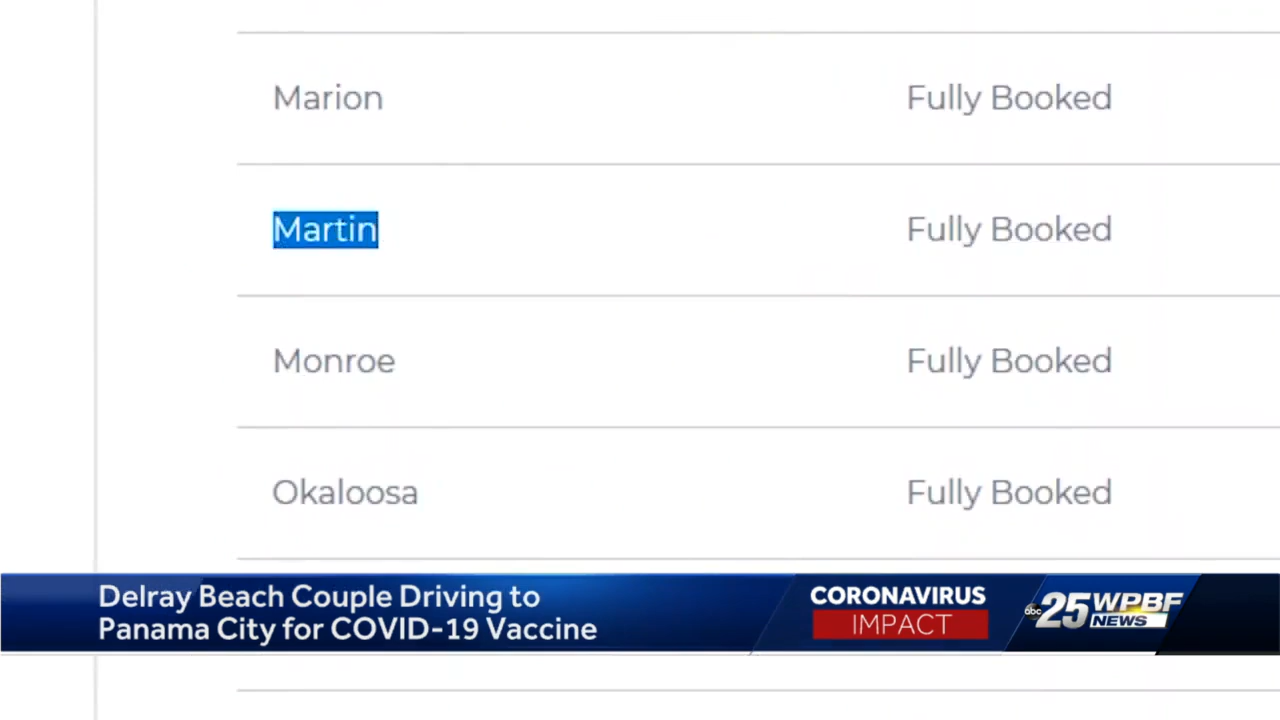 Marion Fully Booked
Martin Fully Booked
Monroe Fully Booked
Okaloosa Fully Booked
Delray Beach Couple Driving to
Panama City for COVID-19 Vaccine
CORONAVIRUS
IMPACT
abc 25 WPBF
NEWS